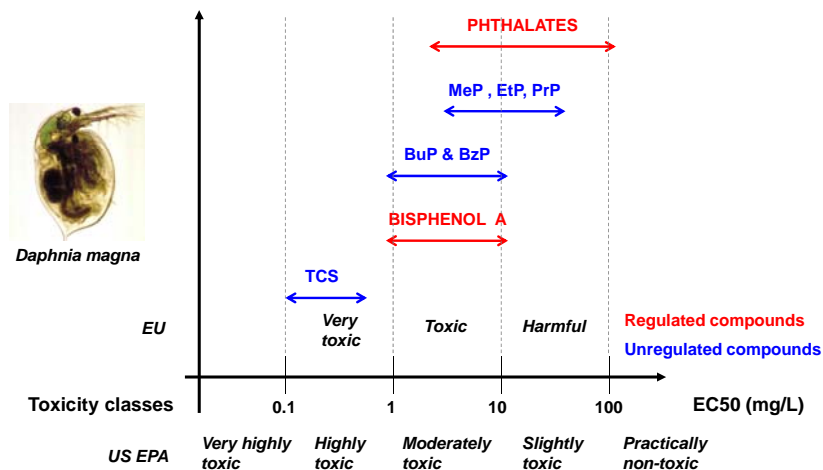 PHTHALATES
MeP , EtP, PrP
BuP & BzP
BISPHENOL A
Daphnia magna
TCS
EU
Very
toxic
Toxic
Harmful
Regulated compounds
Unregulated compounds
Toxicity classes
0.1
1
10
100
EC50 (mg/L)
US EPA
Very highly
toxic
Highly
toxic
Moderately
toxic
Slightly
toxic
Practically
non-toxic